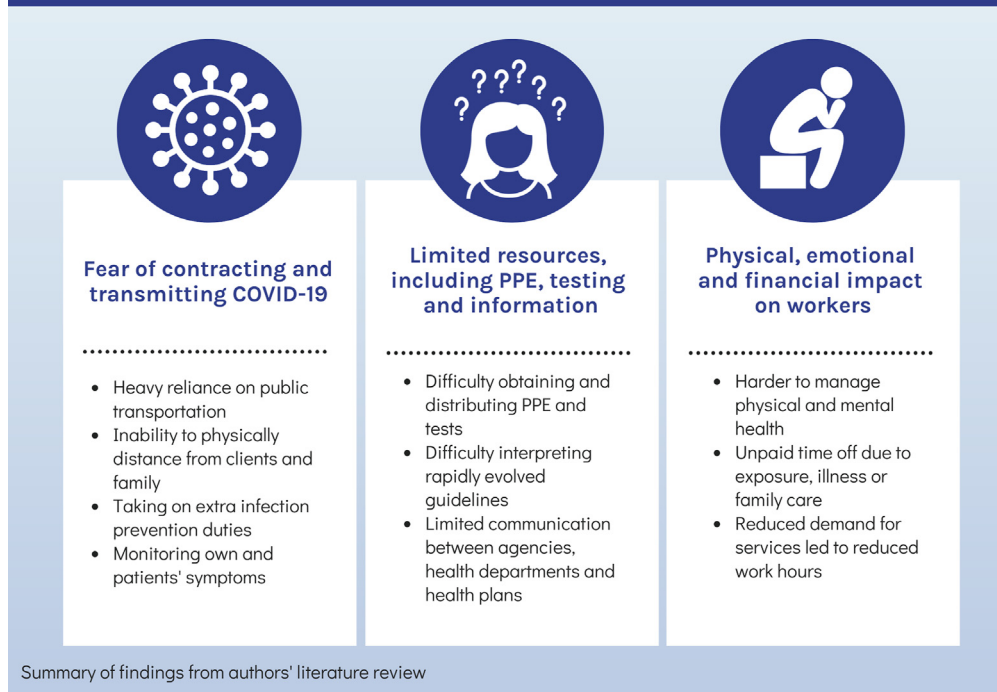 Fear of contracting and
transmitting COVID-19
• Heavy reliance on public
transportation
• Inability to physically
distance from clients and
family
• Taking on extra infection
prevention duties
• Monitoring own and
patients' symptoms
? ? ? ? ?
Limited resources,
including PPE, testing
and information
• Difficulty obtaining and
distributing PPE and
tests
• Difficulty interpreting
rapidly evolved
guidelines
• Limited communication
between agencies,
health departments and
health plans
Physical, emotional
and financial impact
on workers
• Harder to manage
physical and mental
health
• Unpaid time off due to
exposure, illness or
family care
• Reduced demand for
services led to reduced
work hours
Summary of findings from authors' literature review